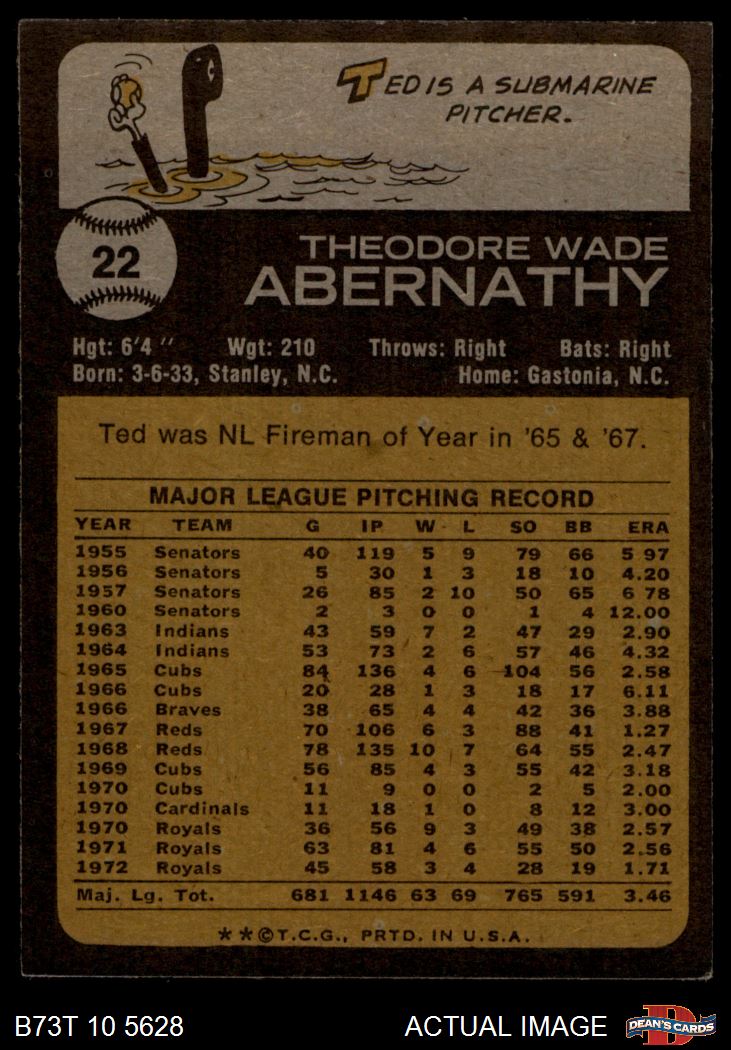 TED IS A SUBMARINE
PITCHER.
22
THEODORE WADE
ABERNATHY
Hgt: 6'4" Wgt: 210 Throws: Right Bats: Right
Born: 3-6-33, Stanley, N.C. Home: Gastonia, N.C.
Ted was NL Fireman of Year in '65 & '67.
MAJOR LEAGUE PITCHING RECORD
YEAR TEAM G IP W L SO BB ERA
1955 Senators 40 119 5 9 79 66 5 97
1956 Senators 5 30 1 3 18 10 4.20
1957 Senators 26 85 2 10 50 65 6 78
1960 Senators 2 3 0 0 1 4 12.00
1963 Indians 43 59 7 2 47 29 2.90
1964 Indians 53 73 2 6 57 46 4.32
1965 Cubs 84 136 4 6 104 56 2.58
1966 Cubs 20 28 1 3 18 17 6.11
1966 Braves 38 65 4 4 42 36 3.88
1967 Reds 70 106 6 3 88 41 1.27
1968 Reds 78 135 10 7 64 55 2.47
1969 Cubs 56 85 4 3 55 42 3.18
1970 Cubs 11 9 0 0 2 5 2.00
1970 Cardinals 11 18 1 0 8 12 3.00
1970 Royals 36 56 9 3 49 38 2.57
1971 Royals 63 81 4 6 55 50 2.56
1972 Royals 45 58 3 4 28 19 1.71
Maj. Lg. Tot. 681 1146 63 69 765 591 3.46
**©T.C.G., PRTD. IN U.S.A.
B73T 10 5628 ACTUAL IMAGE DEAN'S CARDS